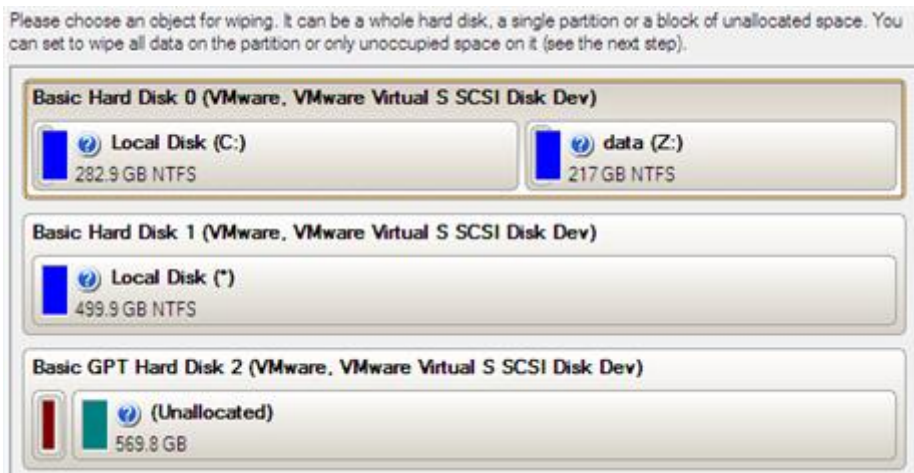 Please choose an object for wiping. It can be a whole hard disk, a single partition or a block of unallocated space. You
can set to wipe all data on the partition or only unoccupied space on it (see the next step).
Basic Hard Disk 0 (VMware, VMware Virtual S SCSI Disk Dev)
Local Disk (C:)
282.9 GB NTFS
data (Z:)
217 GB NTFS
Basic Hard Disk 1 (VMware, VMware Virtual S SCSI Disk Dev)
Local Disk (*)
499.9 GB NTFS
Basic GPT Hard Disk 2 (VMware, VMware Virtual S SCSI Disk Dev)
(Unallocated)
569.8 GB